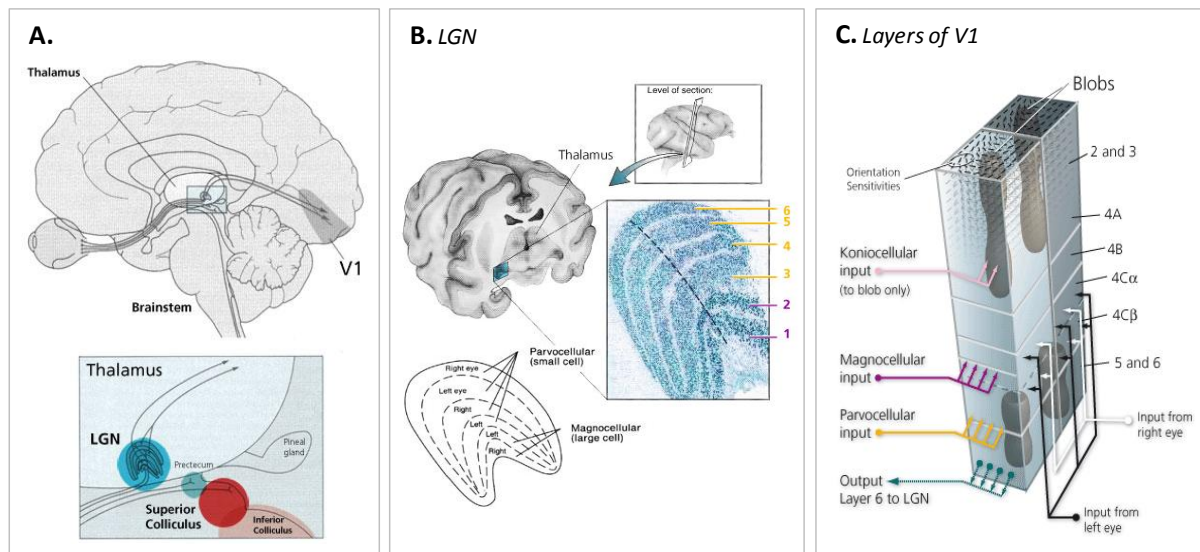 A.
Thalamus
V1
Brainstem
Thalamus
LGN
Pineal
gland
Prectecum
Superior
Colliculus
Inferior
Colliculus
B. LGN
Level of section:
Thalamus
6
5
4
3
2
1
Parvocellular
(small cell)
Right eye
Left eye
Right
Left
Left
Right
Magnocellular
(large cell)
C. Layers of V1
Blobs
2 and 3
Orientation
Sensitivities
4A
4B
Koniocellular
input
(to blob only)
4Cα
4Cβ
5 and 6
Magnocellular
input
Parvocellular
input
Input from
right eye
Output
Layer 6 to LGN
Input from
left eye